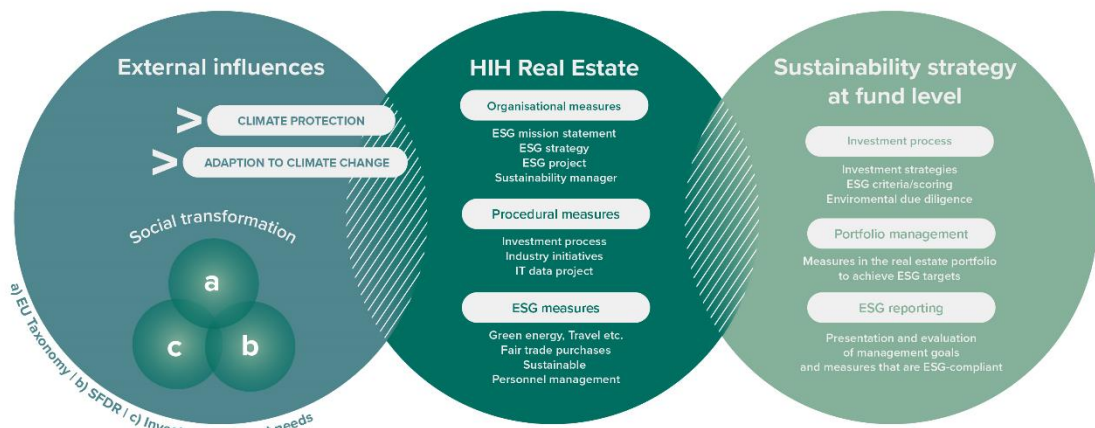 External influences
> CLIMATE PROTECTION
> ADAPTION TO CLIMATE CHANGE
Social transformation
a
c
b
a) EU Taxonomy | b) SFDR | c) needs
HIH Real Estate
Organisational measures
ESG mission statement
ESG strategy
ESG project
Sustainability manager
Procedural measures
Investment process
Industry initiatives
IT data project
ESG measures
Green energy, Travel etc.
Fair trade purchases
Sustainable
Personnel management
Sustainability strategy
at fund level
Investment process
Investment strategies
ESG criteria/scoring
Enviromental due diligence
Portfolio management
Measures in the real estate portfolio
to achieve ESG targets
ESG reporting
Presentation and evaluation
of management goals
and measures that are ESG-compliant